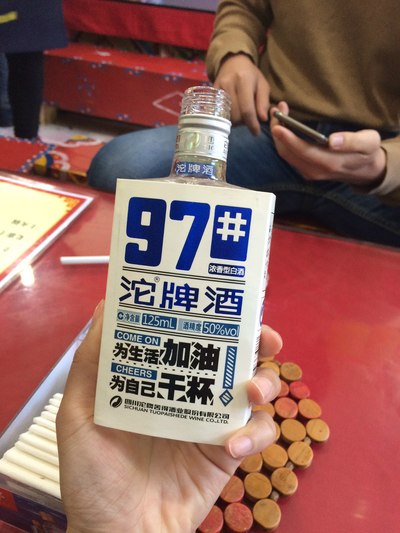 沱牌酒
97#
浓香型白酒
沱®牌酒
C净含量 125mL 酒精度 50%vol
COME ON
为生活加油
CHEERS
为自己干杯
四川沱牌舍得酒业股份有限公司
SICHUAN TUOPAISHEDE WINE CO.,LTD.